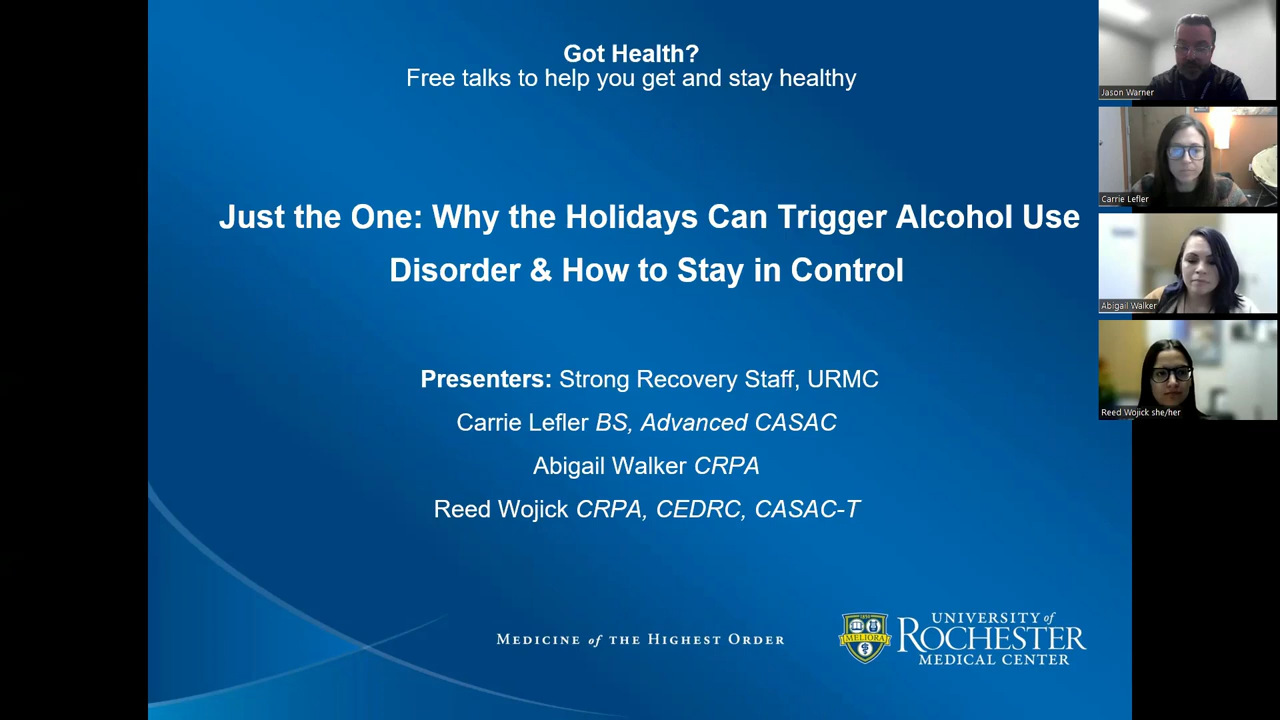 Got Health?
Free talks to help you get and stay healthy
Just the One: Why the Holidays Can Trigger Alcohol Use
Disorder & How to Stay in Control
Presenters: Strong Recovery Staff, URMC
Carrie Lefler BS, Advanced CASAC
Abigail Walker CRPA
Reed Wojick CRPA, CEDRC, CASAC-T
MEDICINE of THE HIGHEST ORDER
MELIORA
UNIVERSITY of
ROCHESTER
MEDICAL CENTER
Jason Warner
Carrie Lefler
Abigail Walker
Reed Wojick she/her